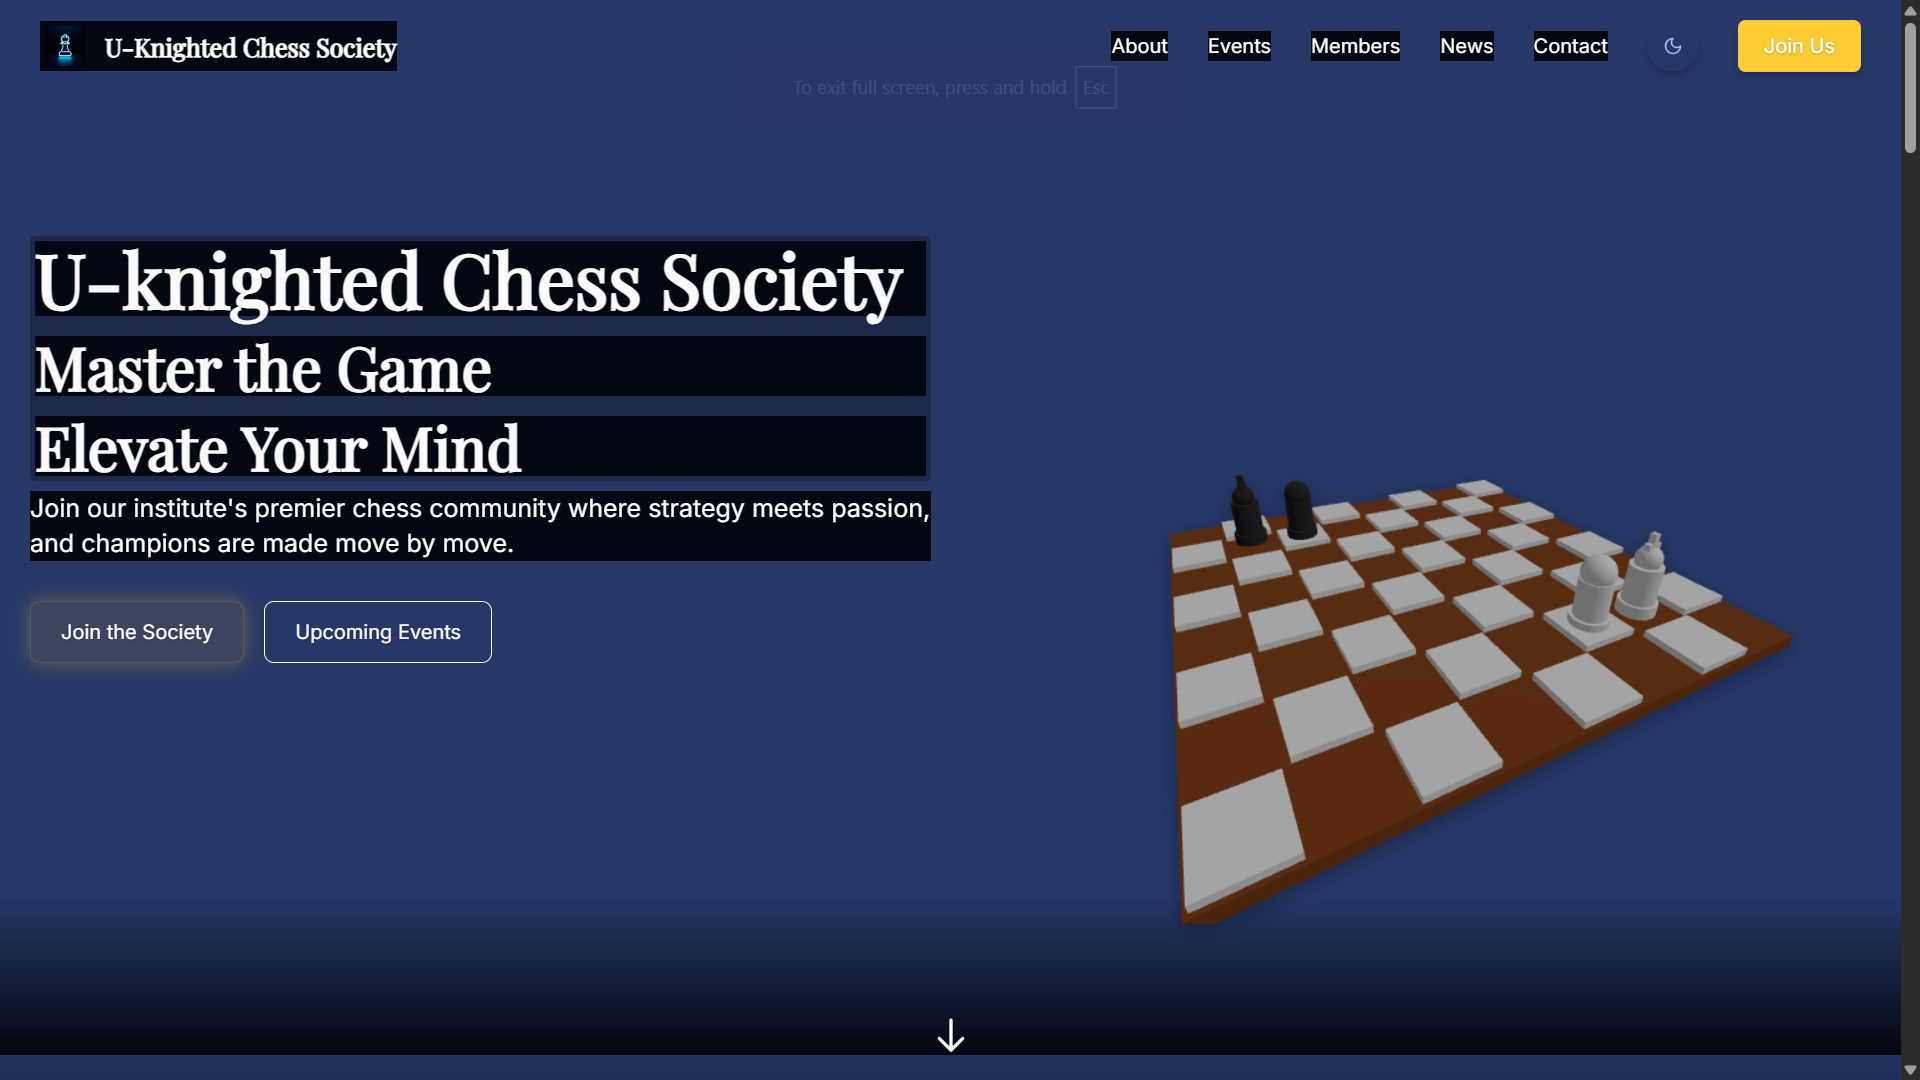 U-Knighted Chess Society
About Events Members News Contact Join Us
To exit full screen, press and hold Esc
U-knighted Chess Society
Master the Game
Elevate Your Mind
Join our institute's premier chess community where strategy meets passion,
and champions are made move by move.
Join the Society Upcoming Events